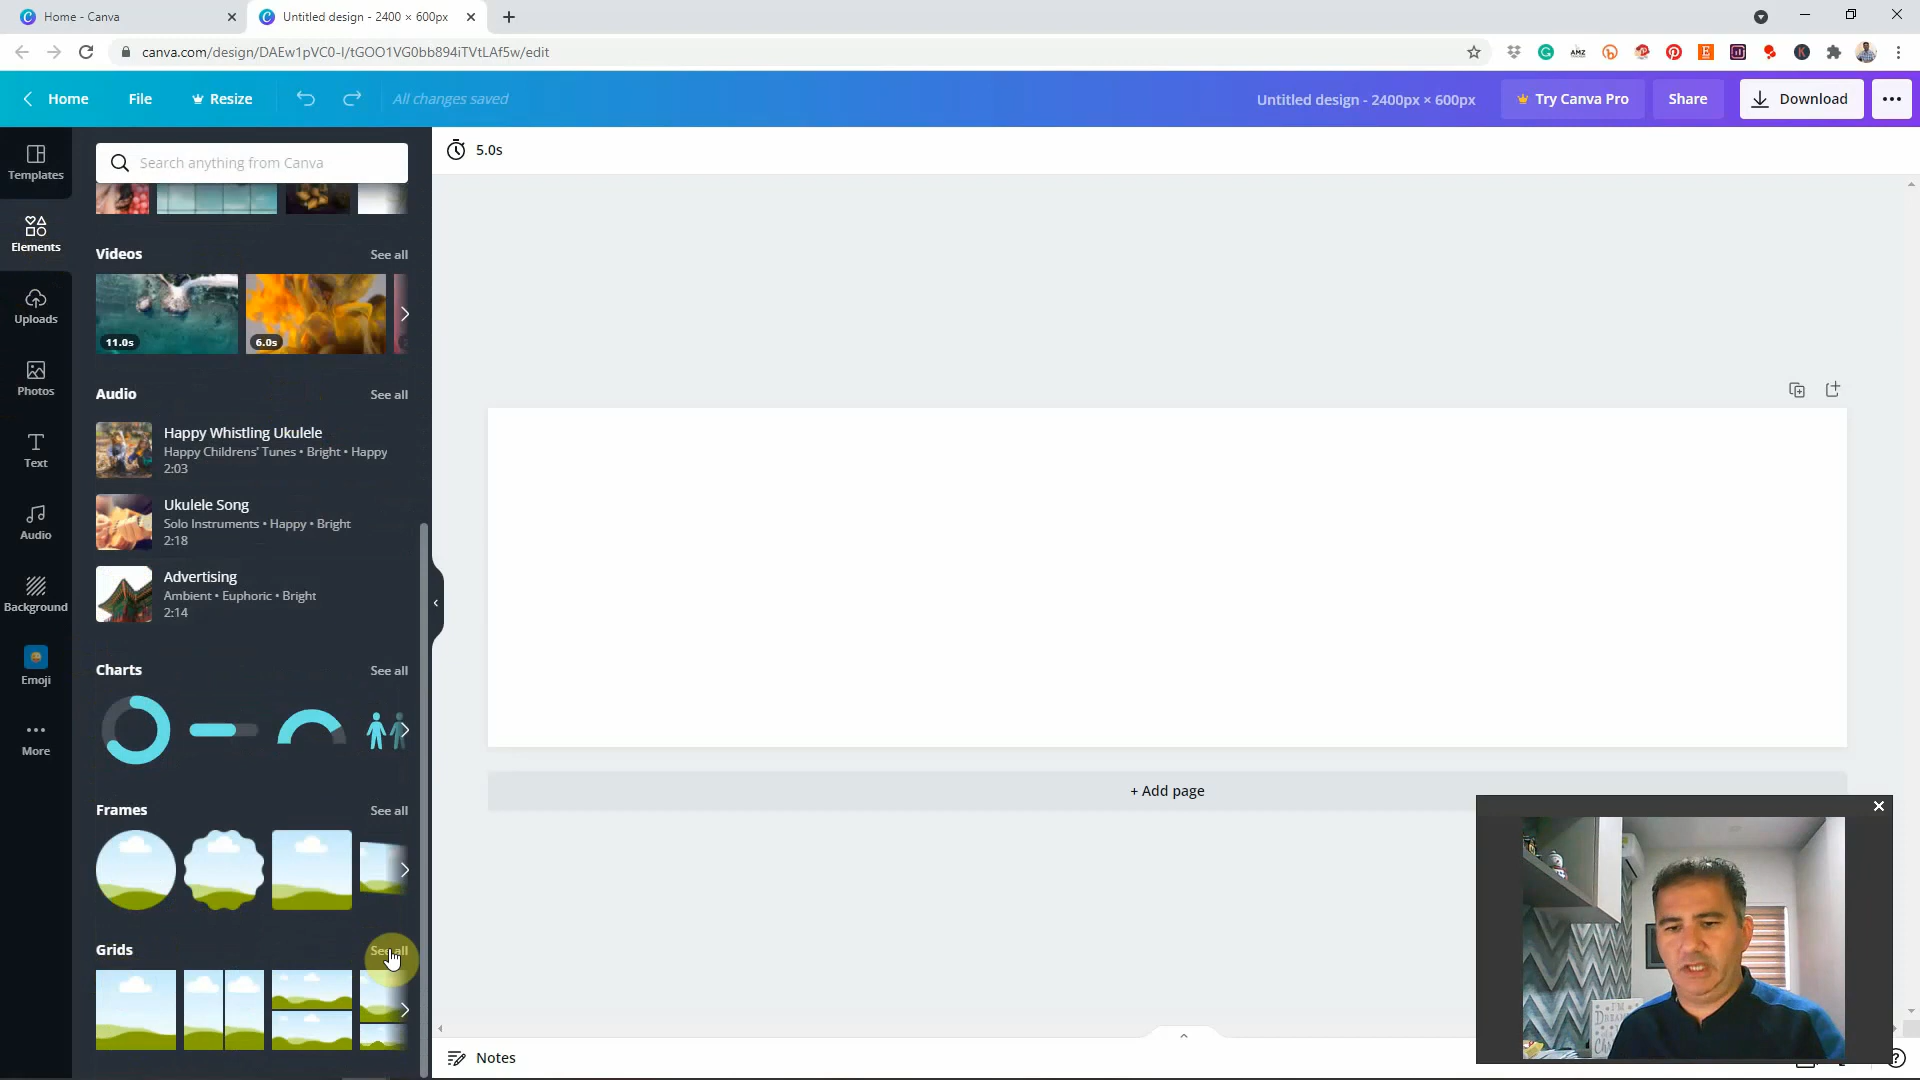 Home - Canva
Untitled design - 2400 × 600px
canva.com/design/DAEw1pVC0-I/tGOO1VG0bb894iTVtLAf5w/edit
AMZ
Home
File
Resize
All changes saved
Untitled design - 2400px × 600px
Try Canva Pro
Share
Download
Templates
Elements
Uploads
Photos
Text
Audio
Background
Emoji
More
Search anything from Canva
Videos
See all
11.0s
6.0s
Audio
See all
Happy Whistling Ukulele
Happy Childrens' Tunes • Bright • Happy
2:03
Ukulele Song
Solo Instruments • Happy • Bright
2:18
Advertising
Ambient • Euphoric • Bright
2:14
Charts
See all
Frames
See all
Grids
See all
5.0s
+ Add page
Notes
I'M